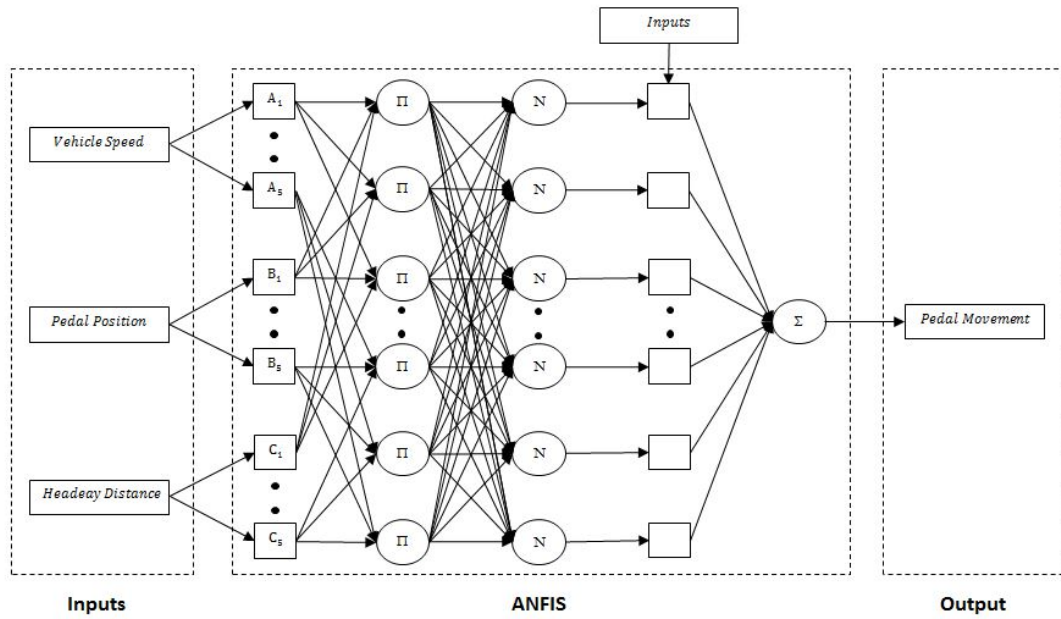 Inputs
Vehicle Speed
Pedal Position
Headeay Distance
A1
A5
B1
B5
C1
C5
Π
Π
Π
Π
Π
Π
N
N
N
N
N
N
Σ
Pedal Movement
Inputs
ANFIS
Output